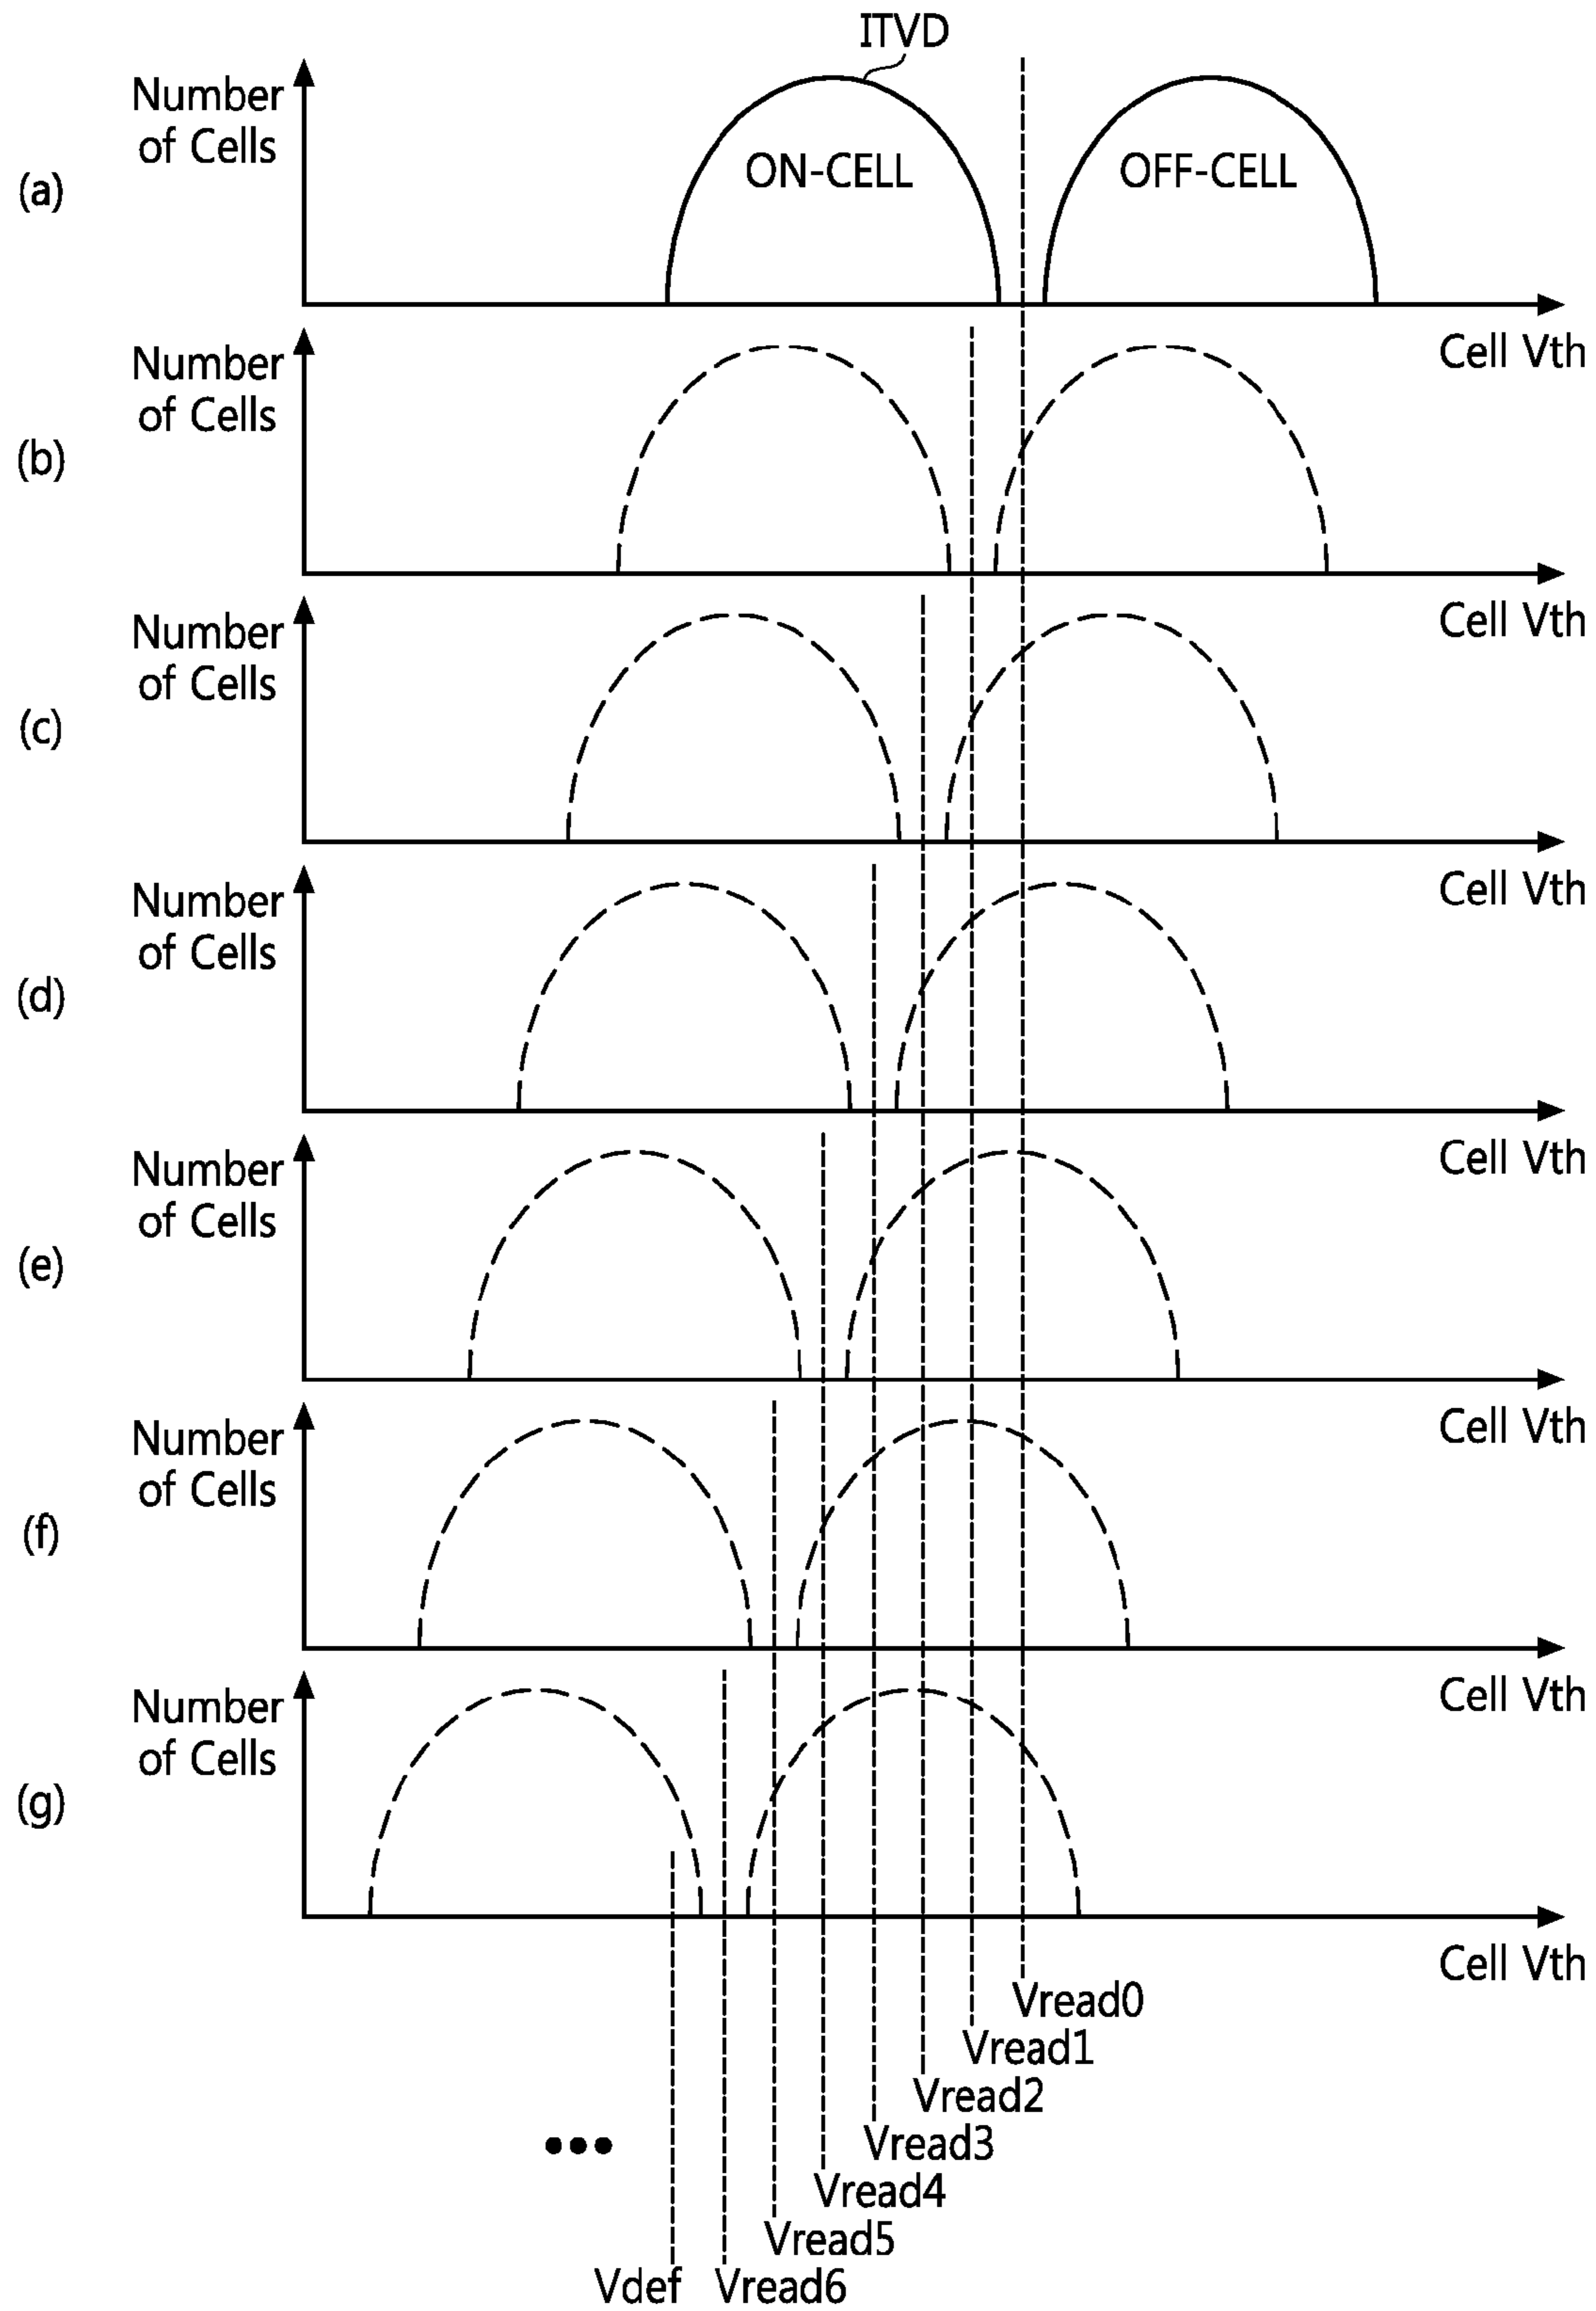 ITVD
Number
of Cells
(a)
ON-CELL
OFF-CELL
Cell Vth
Number
of Cells
(b)
Cell Vth
Number
of Cells
(c)
Cell Vth
Number
of Cells
(d)
Cell Vth
Number
of Cells
(e)
Cell Vth
Number
of Cells
(f)
Cell Vth
Number
of Cells
(g)
Cell Vth
Vread0
Vread1
Vread2
Vread3
•••
Vread4
Vread5
Vdef
Vread6